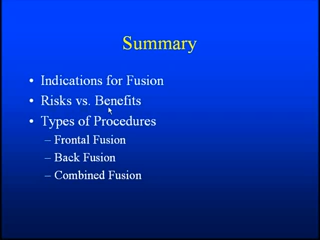 Summary
• Indications for Fusion
• Risks vs. Benefits
• Types of Procedures
– Frontal Fusion
– Back Fusion
– Combined Fusion